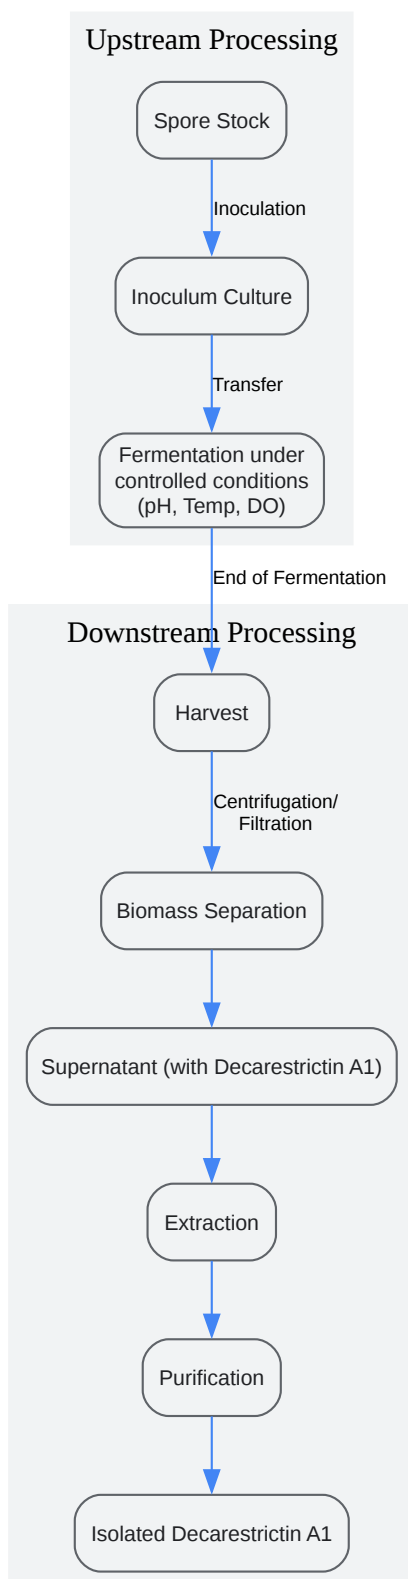 Upstream Processing
Spore Stock
Inoculation
Inoculum Culture
Transfer
Fermentation under
controlled conditions
(pH, Temp, DO)
End of Fermentation
Downstream Processing
Harvest
Centrifugation/
Filtration
Biomass Separation
Supernatant (with Decarestrictin A1)
Extraction
Purification
Isolated Decarestrictin A1